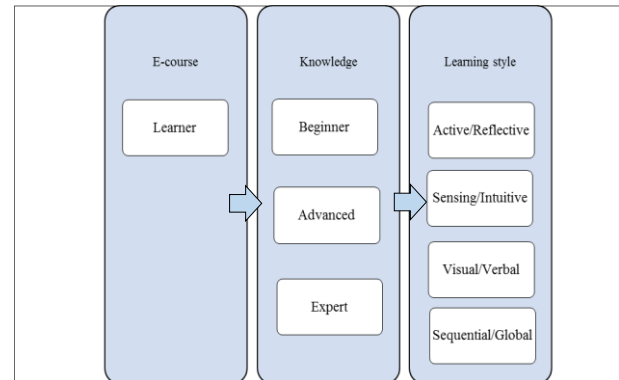 E-course
Learner
Knowledge
Beginner
Advanced
Expert
Learning style
Active/Reflective
Sensing/Intuitive
Visual/Verbal
Sequential/Global